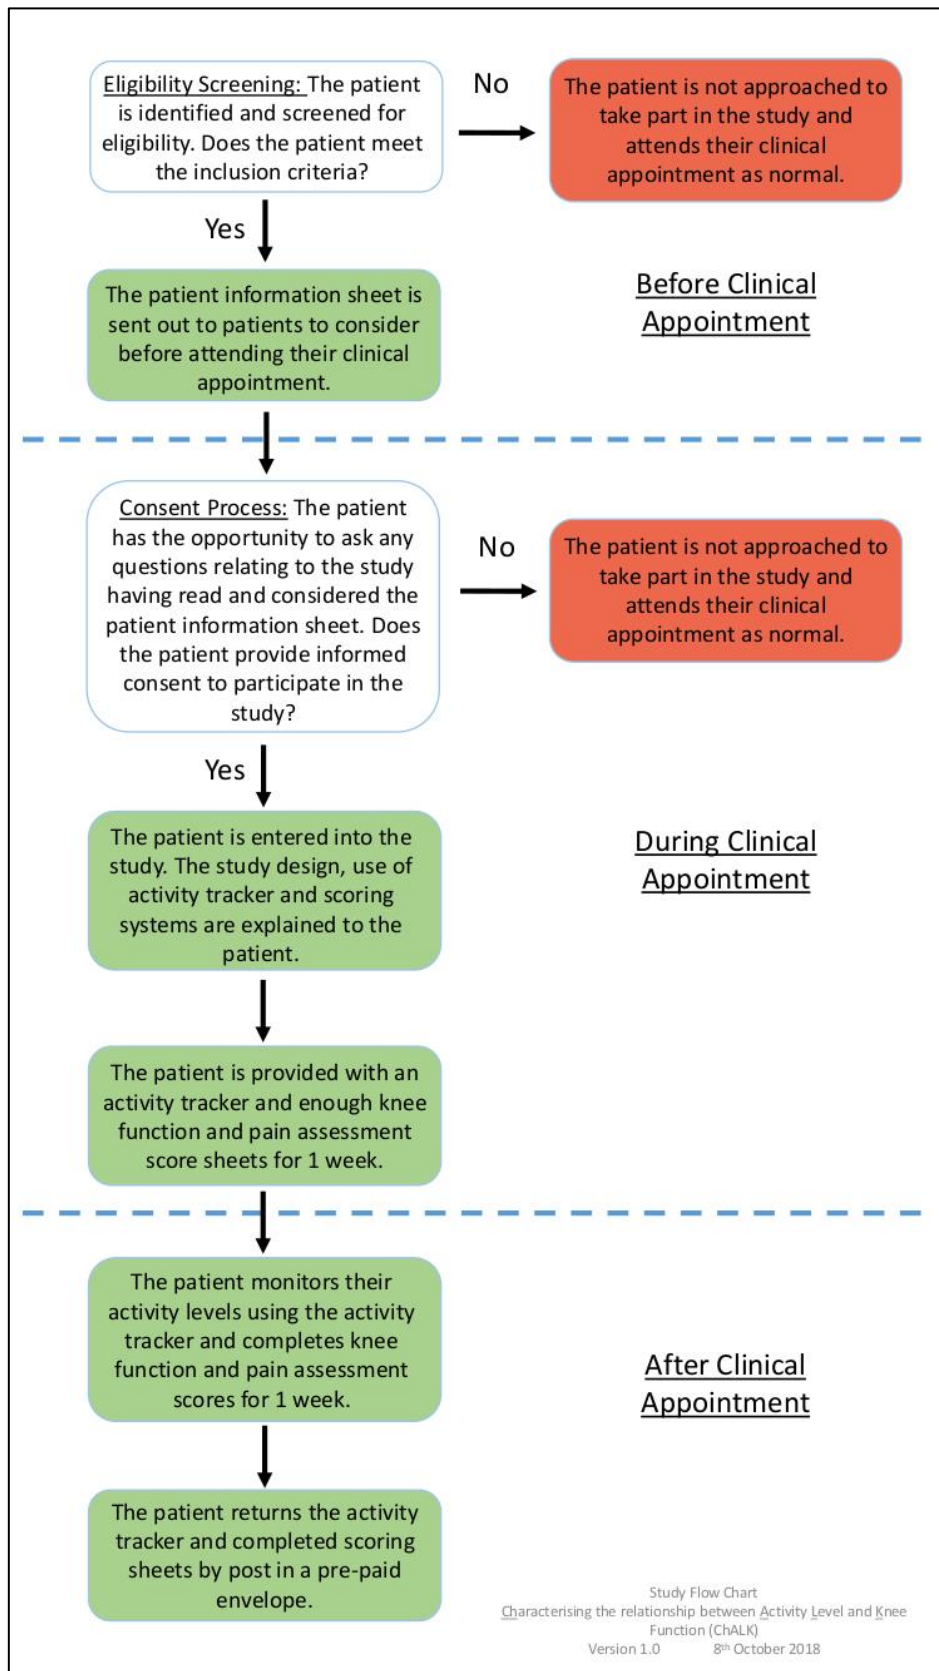 Eligibility Screening: The patient
is identified and screened for
eligibility. Does the patient meet
the inclusion criteria?
No
The patient is not approached to
take part in the study and
attends their clinical
appointment as normal.
Yes
The patient information sheet is
sent out to patients to consider
before attending their clinical
appointment.
Before Clinical
Appointment
Consent Process: The patient
has the opportunity to ask any
questions relating to the study
having read and considered the
patient information sheet. Does
the patient provide informed
consent to participate in the
study?
No
The patient is not approached to
take part in the study and
attends their clinical
appointment as normal.
Yes
The patient is entered into the
study. The study design, use of
activity tracker and scoring
systems are explained to the
patient.
During Clinical
Appointment
The patient is provided with an
activity tracker and enough knee
function and pain assessment
score sheets for 1 week.
The patient monitors their
activity levels using the activity
tracker and completes knee
function and pain assessment
scores for 1 week.
After Clinical
Appointment
The patient returns the activity
tracker and completed scoring
sheets by post in a pre-paid
envelope.
Study Flow Chart
Characterising the relationship between Activity Level and Knee
Function (ChALK)
Version 1.0 8th October 2018